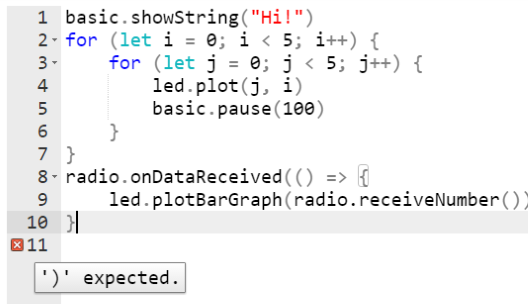 1 basic.showString("Hi!")
2 for (let i = 0; i < 5; i++) {
3     for (let j = 0; j < 5; j++) {
4         led.plot(j, i)
5         basic.pause(100)
6     }
7 }
8 radio.onDataReceived(() => {
9     led.plotBarGraph(radio.receiveNumber())
10 }
11
')' expected.